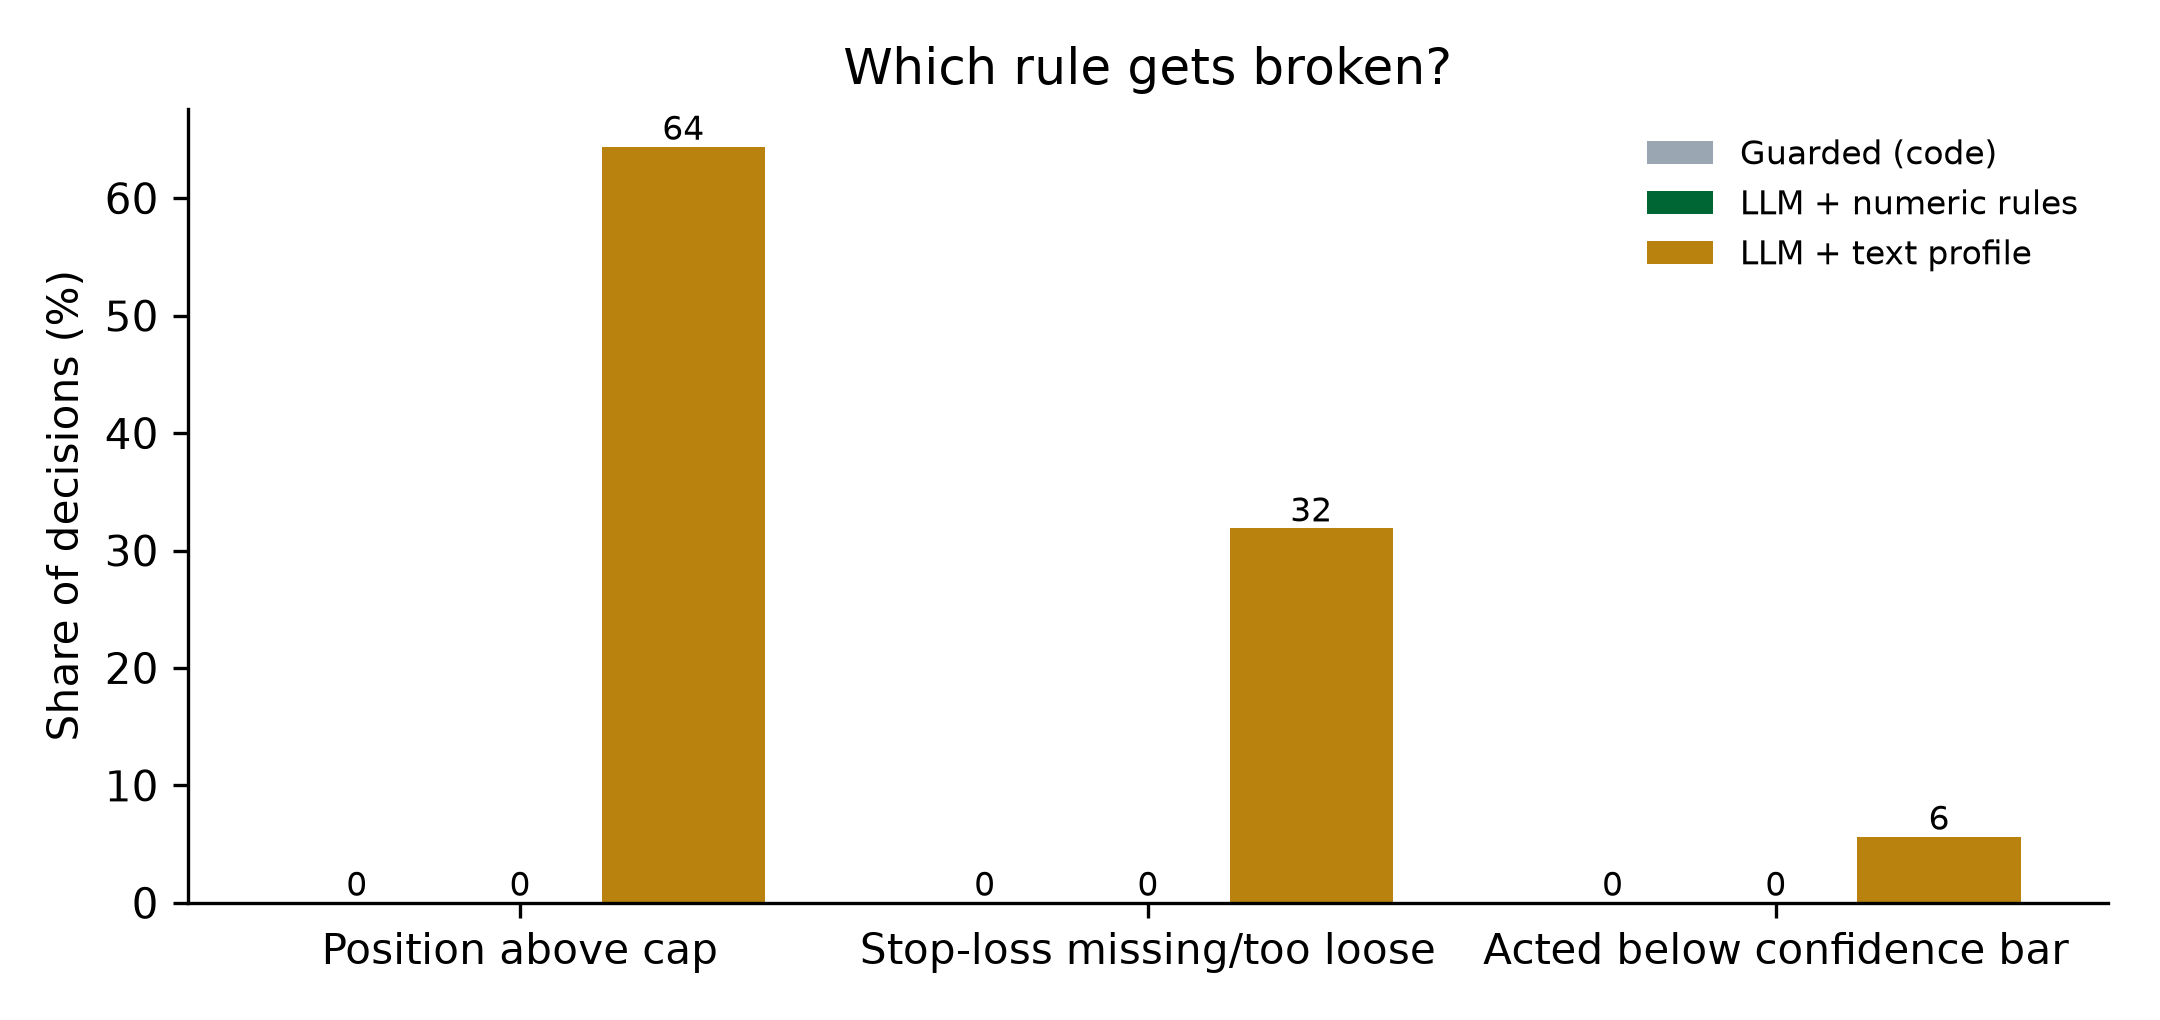 Which rule gets broken?
64
Guarded (code)
LLM + numeric rules
LLM + text profile
60
50
40
30
20
10
0
Share of decisions (%)
32
6
0
0
0
0
0
0
Position above cap
Stop-loss missing/too loose
Acted below confidence bar